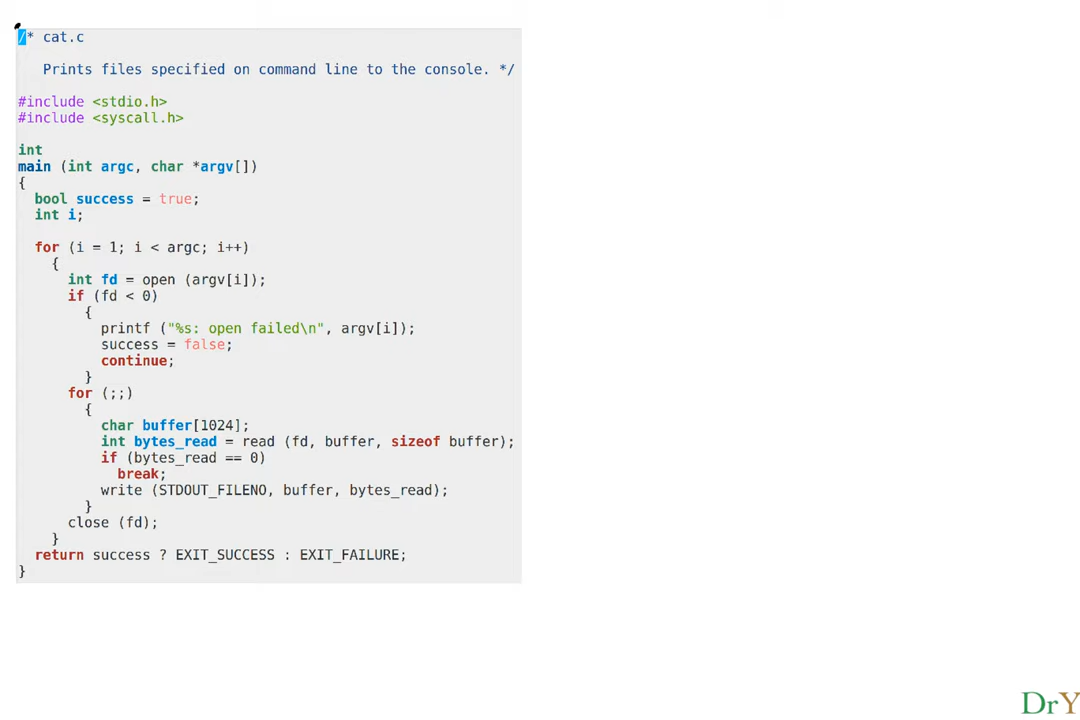 /* cat.c
Prints files specified on command line to the console. */
#include <stdio.h>
#include <syscall.h>
int
main (int argc, char *argv[])
{
bool success = true;
int i;
for (i = 1; i < argc; i++)
{
int fd = open (argv[i]);
if (fd < 0)
{
printf ("%s: open failed\n", argv[i]);
success = false;
continue;
}
for (;;)
{
char buffer[1024];
int bytes_read = read (fd, buffer, sizeof buffer);
if (bytes_read == 0)
break;
write (STDOUT_FILENO, buffer, bytes_read);
}
close (fd);
}
return success ? EXIT_SUCCESS : EXIT_FAILURE;
}
DrY